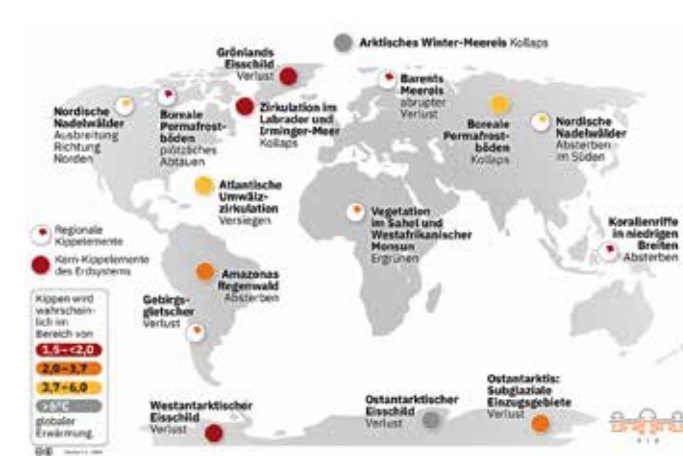 Arktisches Winter-Meereis Kollaps
Grönlands
Eisschild
Verlust
Barents
Meereis
abrupter
Verlust
Nordische
Nadelwälder
Ausbreitung
Richtung
Norden
Boreale
Permafrost-
böden
plötzliches
Abtauen
Zirkulation im
Labrador und
Irminger-Meer
Kollaps
Boreale
Permafrost-
böden
Kollaps
Nordische
Nadelwälder
Absterben
im Süden
Atlantische
Umwälz-
zirkulation
Versiegen
Vegetation
im Sahel und
Westafrikanischer
Monsun
Ergrünen
Korallenriffe
in niedrigen
Breiten
Absterben
Regionale
Kippelemente
Kern-Kippelemente
des Erdsystems
Amazonas
Regenwald
Absterben
Gebirgs-
gletscher
Verlust
Kippen wird
wahrschein-
lich im
Bereich von
1,5–<2,0
2,0–3,7
3,7–6,0
>6°C
globaler
Erwärmung.
Westantarktischer
Eisschild
Verlust
Ostantarktischer
Eisschild
Verlust
Ostantarktis:
Subglaziale
Einzugsgebiete
Verlust
P I K